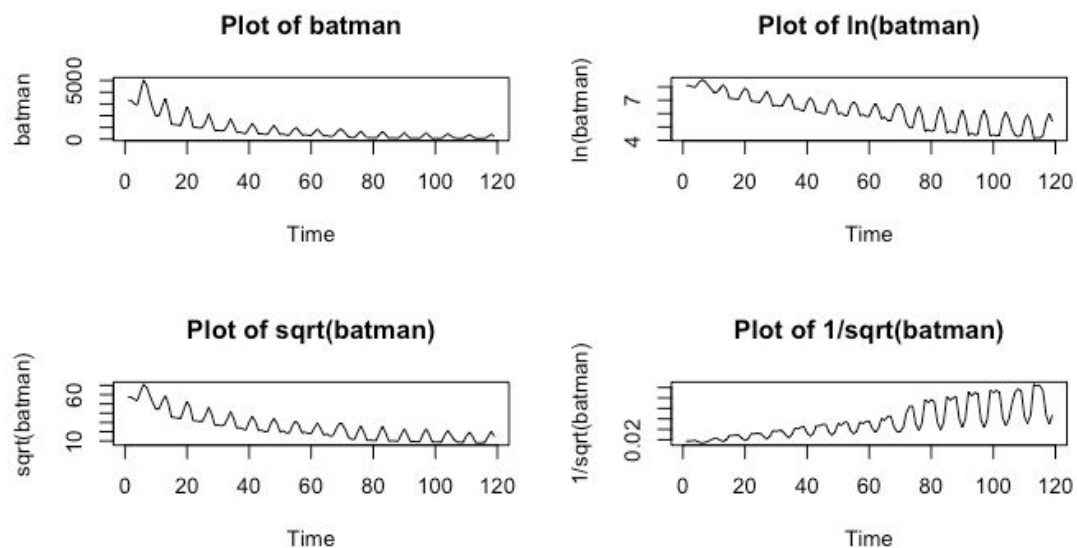 Plot of batman
batman
5000
0
0 20 40 60 80 100 120
Time
Plot of ln(batman)
ln(batman)
7
4
0 20 40 60 80 100 120
Time
Plot of sqrt(batman)
sqrt(batman)
60
10
0 20 40 60 80 100 120
Time
Plot of 1/sqrt(batman)
1/sqrt(batman)
0.02
0 20 40 60 80 100 120
Time